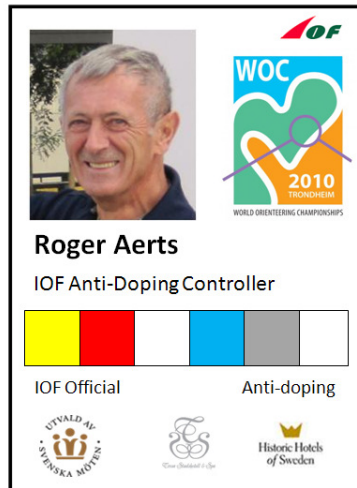 IOF
WOC
2010
TRONDHEIM
WORLD ORIENTEERING CHAMPIONSHIPS
Roger Aerts
IOF Anti-Doping Controller
IOF Official Anti-doping
UTVALD AV
SVENSKA MÖTEN
Historic Hotels
of Sweden